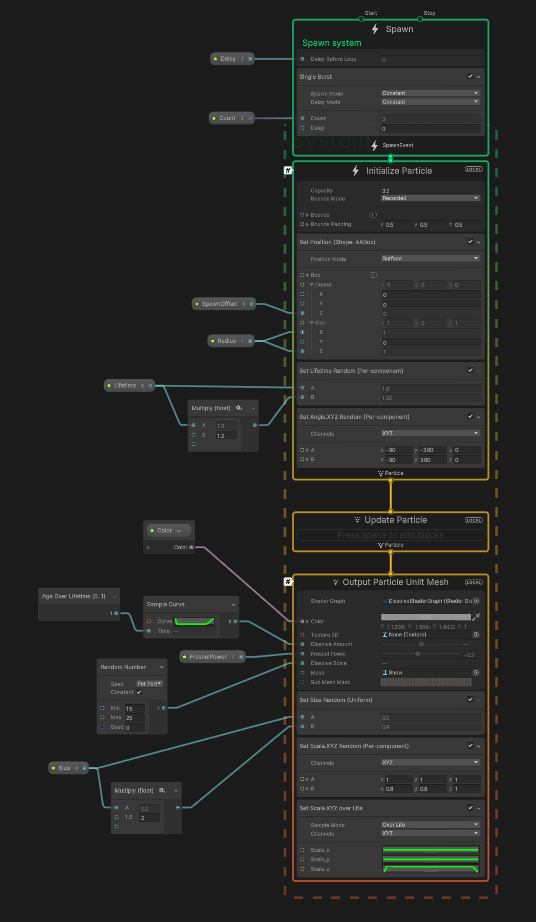 Start
Stop
Spawn
Spawn system
Delay
Delay Before Loop
0
Single Burst
Spawn Mode
Constant
Delay Mode
Constant
Count
Count
3
Delay
0
System
SpawnEvent
Initialize Particle
LOCAL
Capacity
32
Bounds Mode
Recorded
Bounds
Bounds Padding
x 0.5 y 0.5 z 0.5
Set Position (Shape: AABox)
Position Mode
Surface
Box
Center
x 0 y 0 z 0
X
0
Y
0
SpawnOffset
Z
0
Size
x 1 y 0 z 1
Radius
X
1
Y
0
Z
1
Set Lifetime Random (Per-component)
Lifetime
A
1.6
B
1.92
Multiply (float)
A
1.6
B
1.2
Set Angle.XYZ Random (Per-component)
Channels
XYZ
A
x -90 y -360 z 0
B
x -90 y 360 z 0
Particle
Update Particle
LOCAL
Press space to add blocks
Particle
Color
Color
Output Particle Unlit Mesh
LOCAL
Shader Graph
DissolveShaderGraph (Shader Gra
Color
Age Over Lifetime [0, 1]
t
Sample Curve
Curve
Time
s
Texture 2D
None (Texture)
Dissolve Amount
FresnelPower
Fresnel Power
Dissolve Scale
Mesh
Snow
Sub Mesh Mask
Random Number
Seed
Per Part
Constant
Min
15
Max
25
Seed
0
Set Size Random (Uniform)
A
0.2
B
0.4
Size
Set Scale.XYZ Random (Per-component)
Channels
XYZ
A
x 1 y 1 z 1
B
x 0.8 y 0.8 z 1
Multiply (float)
A
0.2
1.5
2
Set Scale.XYZ over Life
Sample Mode
Over Life
Channels
XYZ
Scale_x
Scale_y
Scale_z